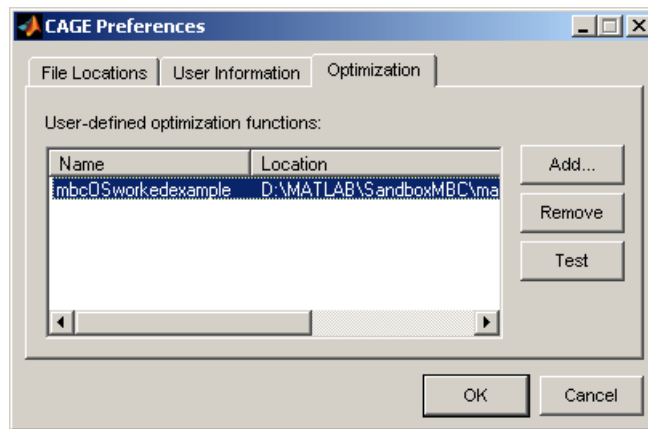 CAGE Preferences
File Locations User Information Optimization
User-defined optimization functions:
Name Location
mbcOSworkedexample D:\MATLAB\SandboxMBC\ma
Add...
Remove
Test
OK Cancel